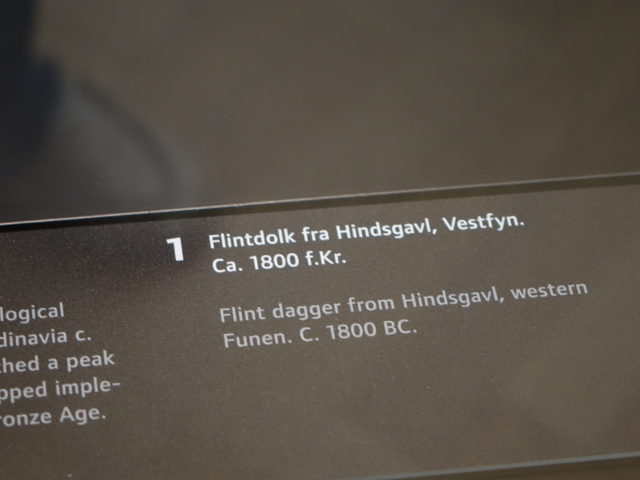 1 Flintdolk fra Hindsgavl, Vestfyn.
Ca. 1800 f.Kr.
Flint dagger from Hindsgavl, western
Funen. C. 1800 BC.
logical
dinavia c.
ched a peak
pped imple-
ronze Age.